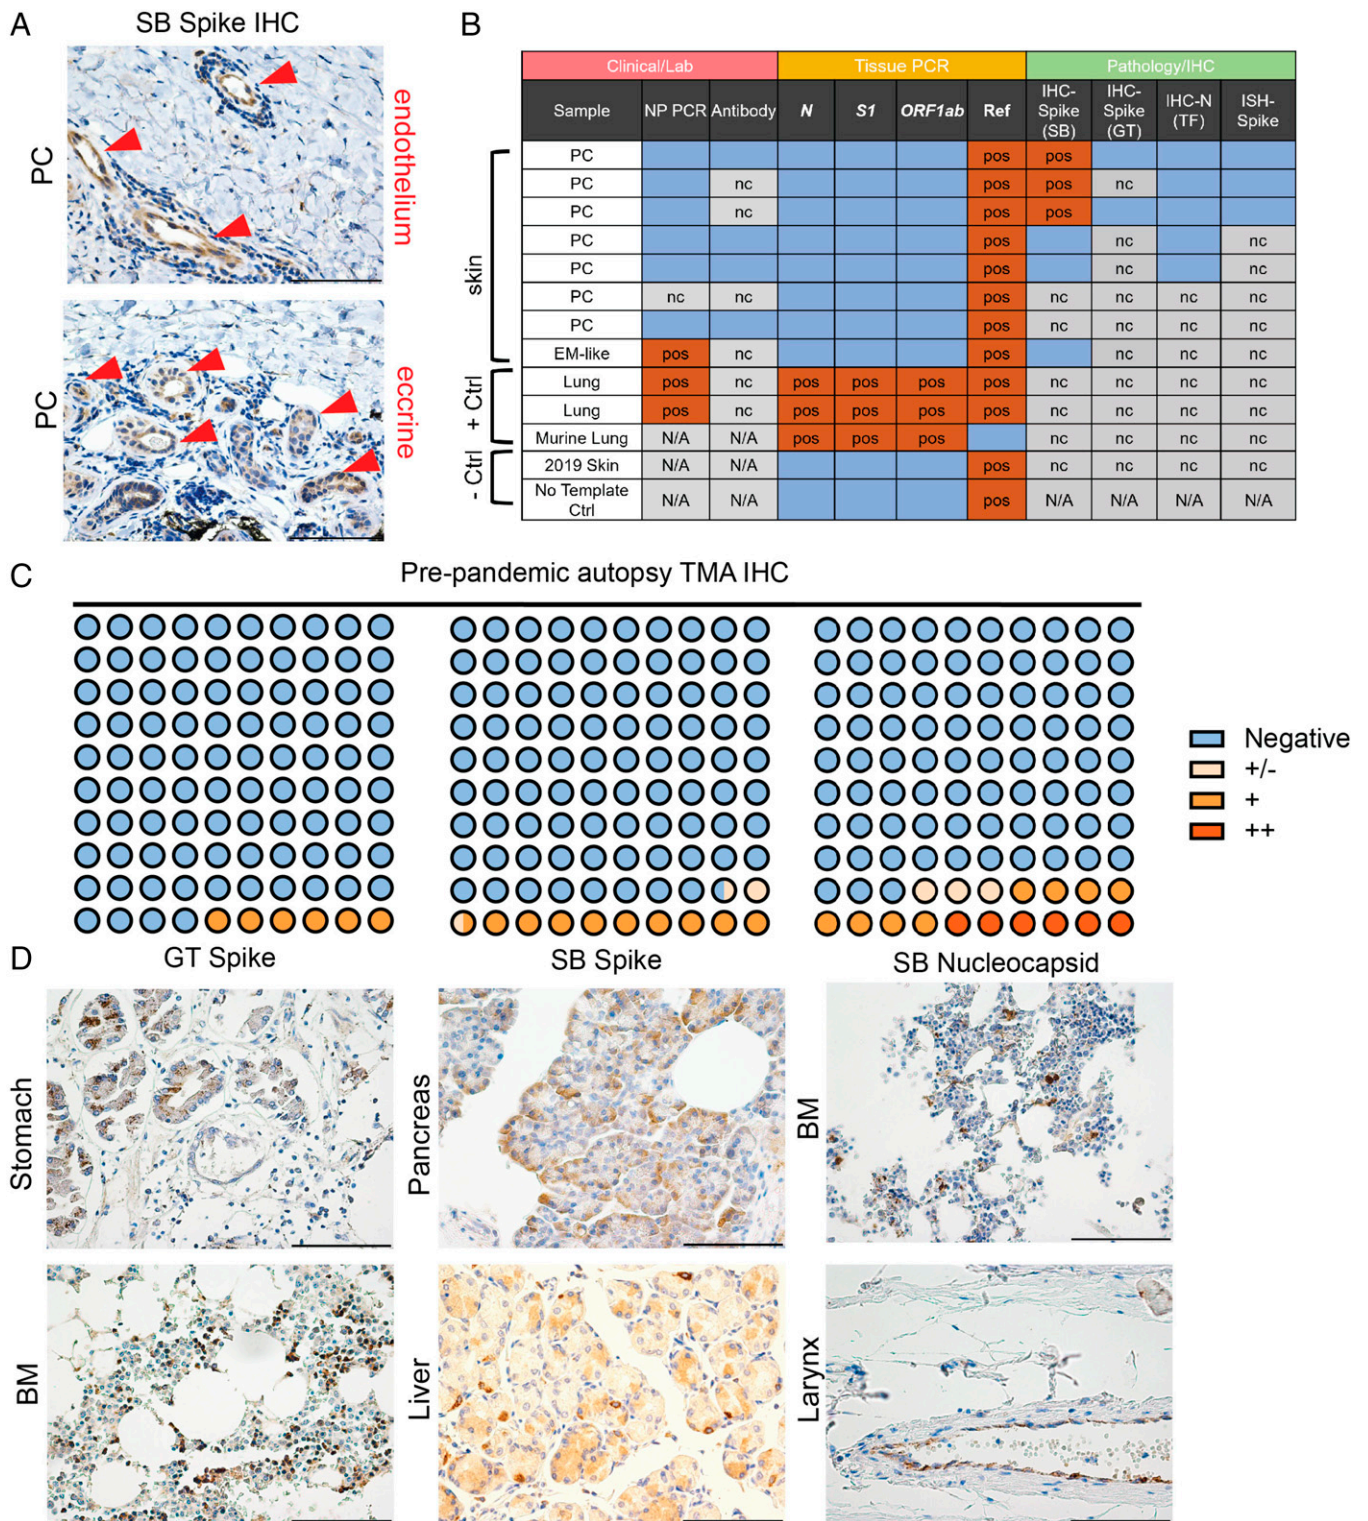 A
SB Spike IHC
PC
endothelium
PC
eccrine
B
Clinical/Lab Tissue PCR Pathology/IHC
Sample NP PCR Antibody N S1 ORF1ab Ref IHC-Spike (SB) IHC-Spike (GT) IHC-N (TF) ISH-Spike
skin
PC pos pos
PC nc pos pos nc
PC nc pos pos
PC pos nc nc
PC pos nc nc
PC nc nc pos nc nc nc nc
PC pos nc nc nc nc
EM-like pos nc pos nc nc nc
+ Ctrl
Lung pos nc pos pos pos pos nc nc nc nc
Lung pos nc pos pos pos pos nc nc nc nc
Murine Lung N/A N/A pos pos pos nc nc nc nc
- Ctrl
2019 Skin N/A N/A pos nc nc nc nc
No Template Ctrl N/A N/A pos N/A N/A N/A N/A
C
Pre-pandemic autopsy TMA IHC
Negative
+/-
+
++
GT Spike
SB Spike
SB Nucleocapsid
D
Stomach
Pancreas
BM
BM
Liver
Larynx